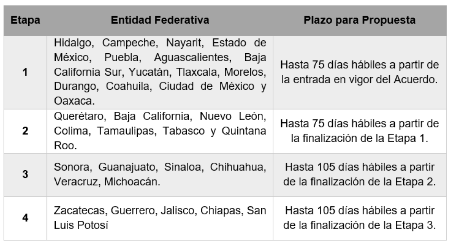 Etapa Entidad Federativa Plazo para Propuesta
1
Hidalgo, Campeche, Nayarit, Estado de
México, Puebla, Aguascalientes, Baja
California Sur, Yucatán, Tlaxcala, Morelos,
Durango, Coahuila, Ciudad de México y
Oaxaca.
Hasta 75 días hábiles a partir de
la entrada en vigor del Acuerdo.
2
Querétaro, Baja California, Nuevo León,
Colima, Tamaulipas, Tabasco y Quintana
Roo.
Hasta 75 días hábiles a partir de
la finalización de la Etapa 1.
3
Sonora, Guanajuato, Sinaloa, Chihuahua,
Veracruz, Michoacán.
Hasta 105 días hábiles a partir
de la finalización de la Etapa 2.
4
Zacatecas, Guerrero, Jalisco, Chiapas, San
Luis Potosí
Hasta 105 días hábiles a partir
de la finalización de la Etapa 3.